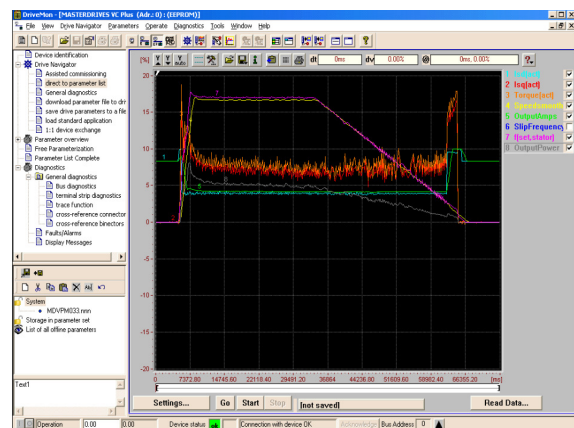 DriveMon - [MASTERDRIVES VC Plus (Adr.: 0): (EEPROM)]
File View Drive Navigator Parameters Operate Diagnostics Tools Window Help
Device identification
Drive Navigator
Assisted commissioning
direct to parameter list
General diagnostics
download parameter file to driv
save drive parameters to a file
load standard application
1:1 device exchange
Parameter overview
Free Parameterization
Parameter List Complete
Diagnostics
General diagnostics
Bus diagnostics
terminal strip diagnostics
trace function
cross-reference connector
cross-reference binectors
Faults/Alarms
Display Messages
System
MDVPM033.nnn
Storage in parameter set
List of all offline parameters
Text1
[%] dt 0ms dv 0.00% @ 0ms, 0.00%
20
15
10
5
0
-5
-10
-15
-20
0 7372.80 14745.60 22118.40 29491.20 36864 44236.80 51609.60 58982.40 66355.20 [ms]
2 Isq[act]
3 Torque[act]
4 Speedsmooth
5 OutputAmps
6 SlipFrequency
7 f[set,stator]
8 OutputPower
Settings... Go Start Stop [not saved] Read Data...
Operation 0.00 0.00 Device status Connection with device OK Acknowledge Bus Address 0